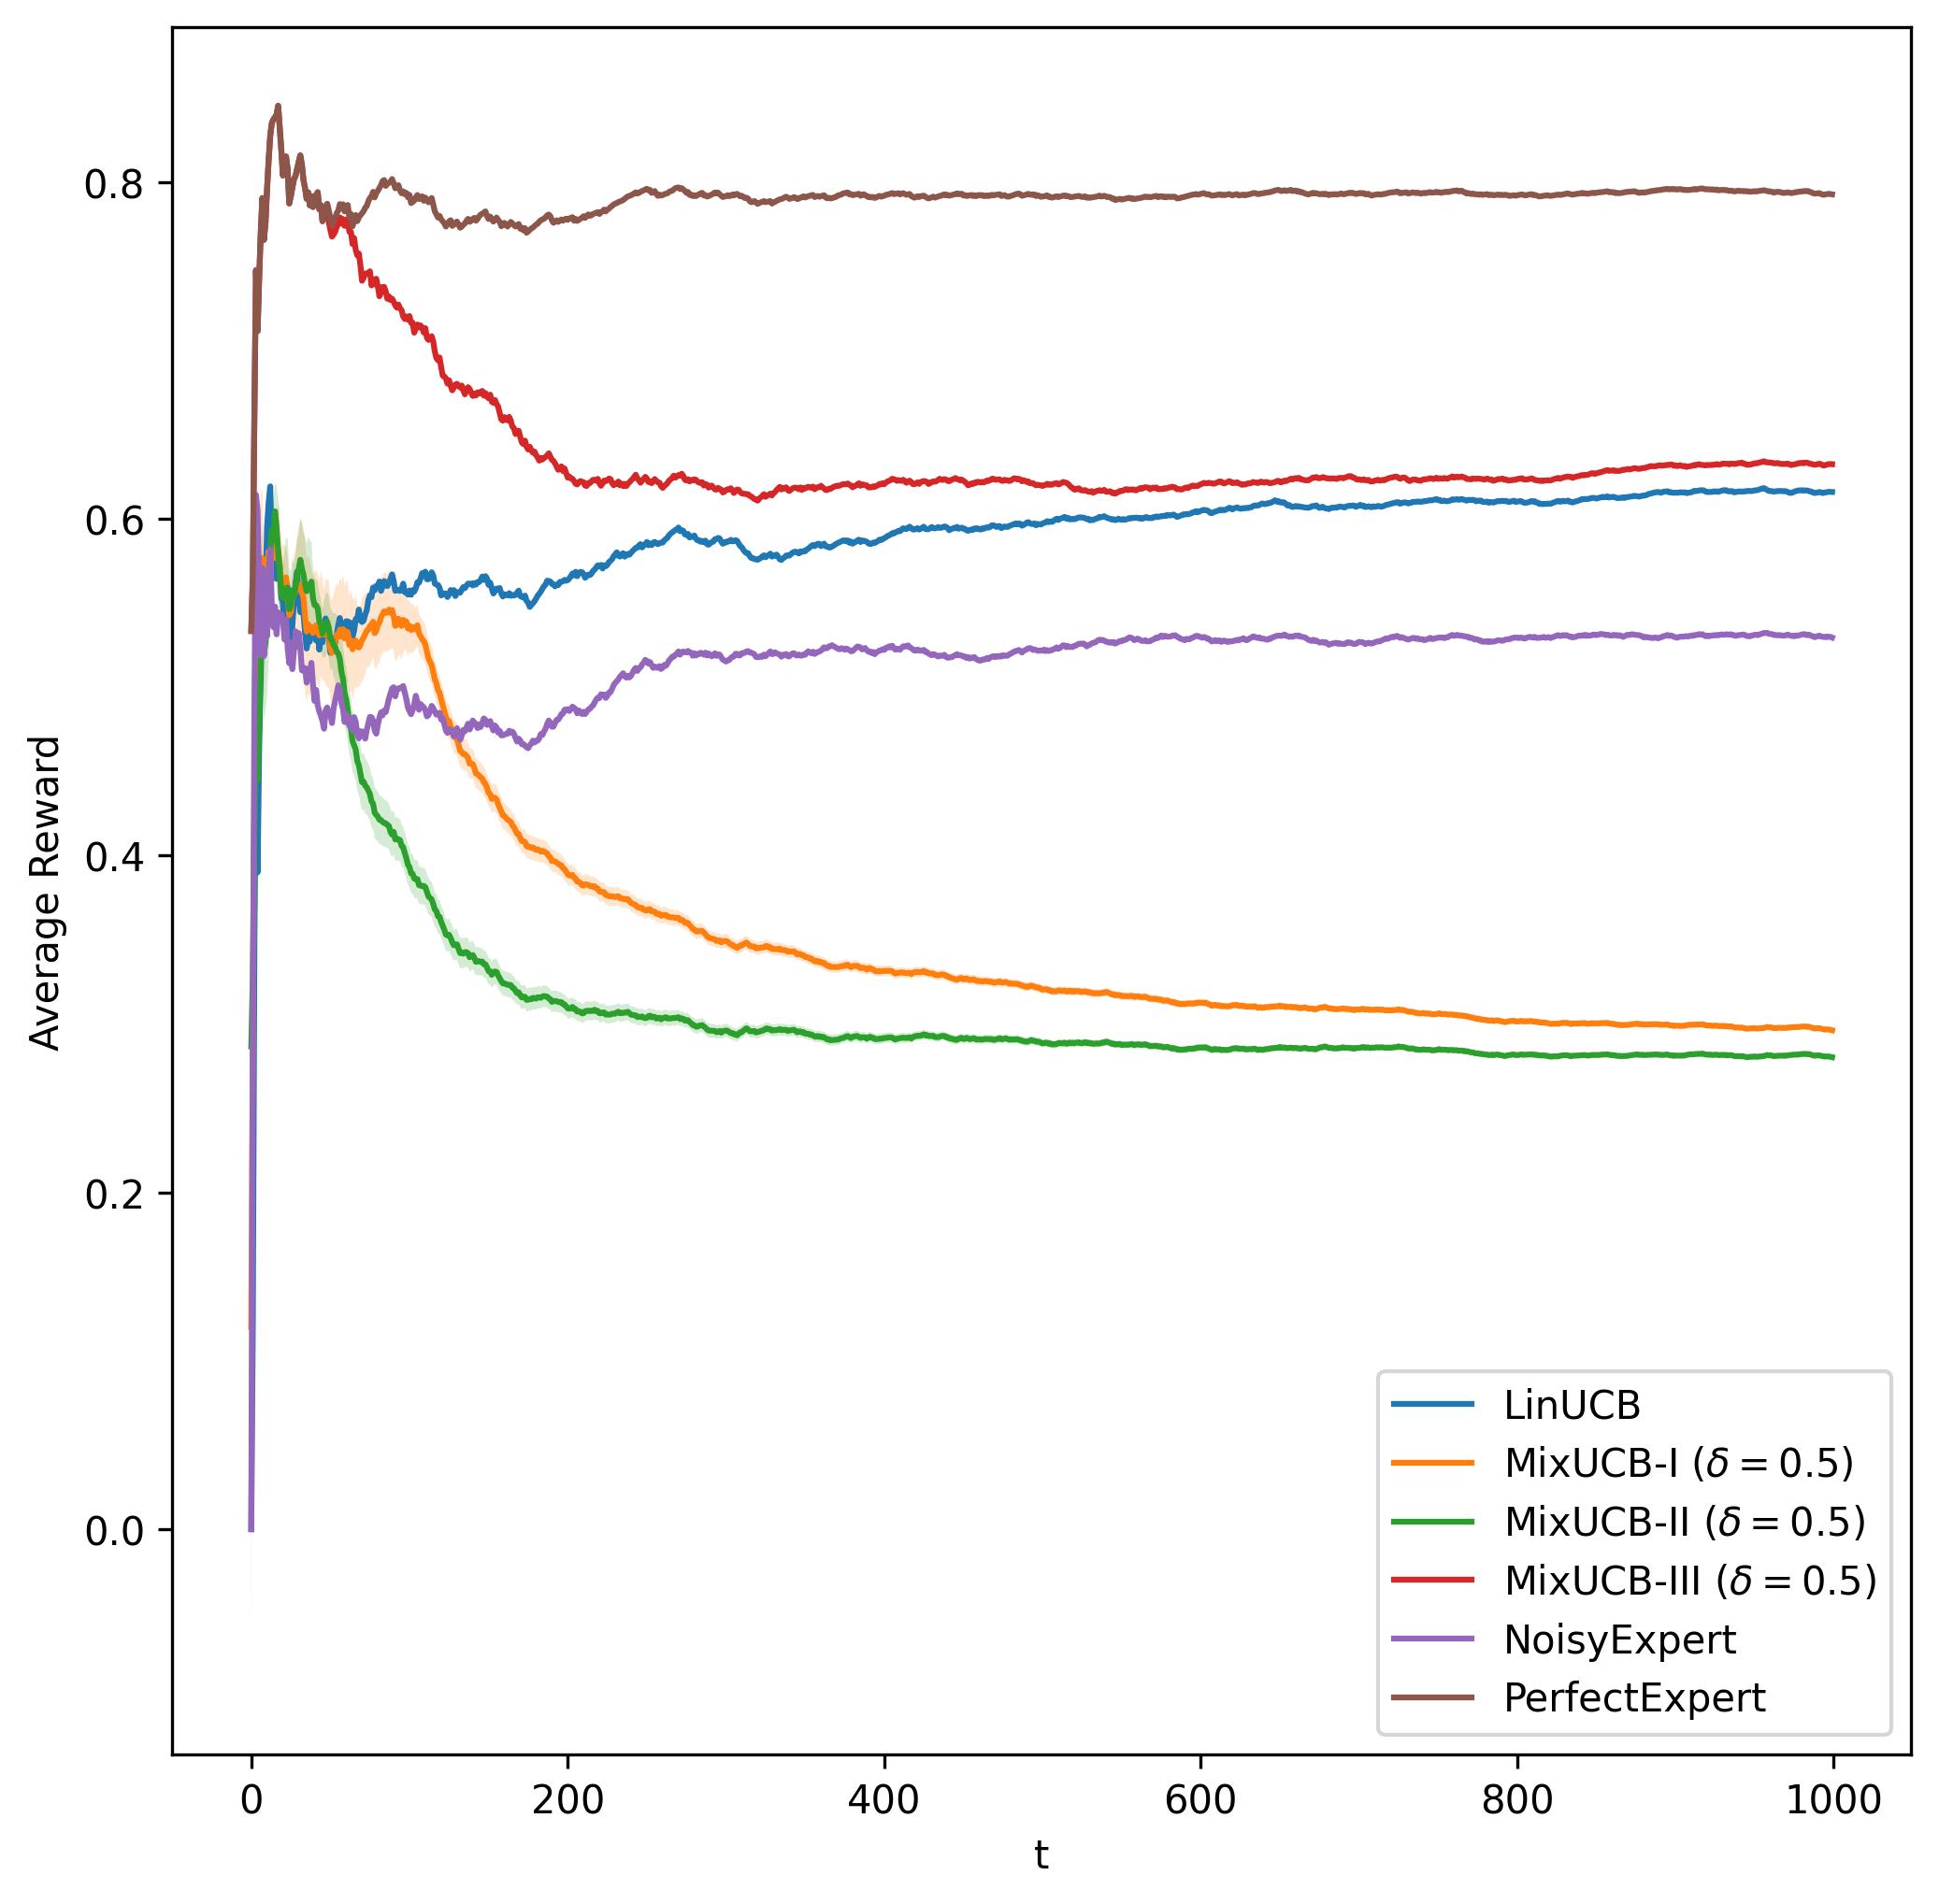 Average Reward
0.8
0.6
0.4
0.2
0.0
0 200 400 600 800 1000
t
LinUCB
MixUCB-I (δ = 0.5)
MixUCB-II (δ = 0.5)
MixUCB-III (δ = 0.5)
NoisyExpert
PerfectExpert